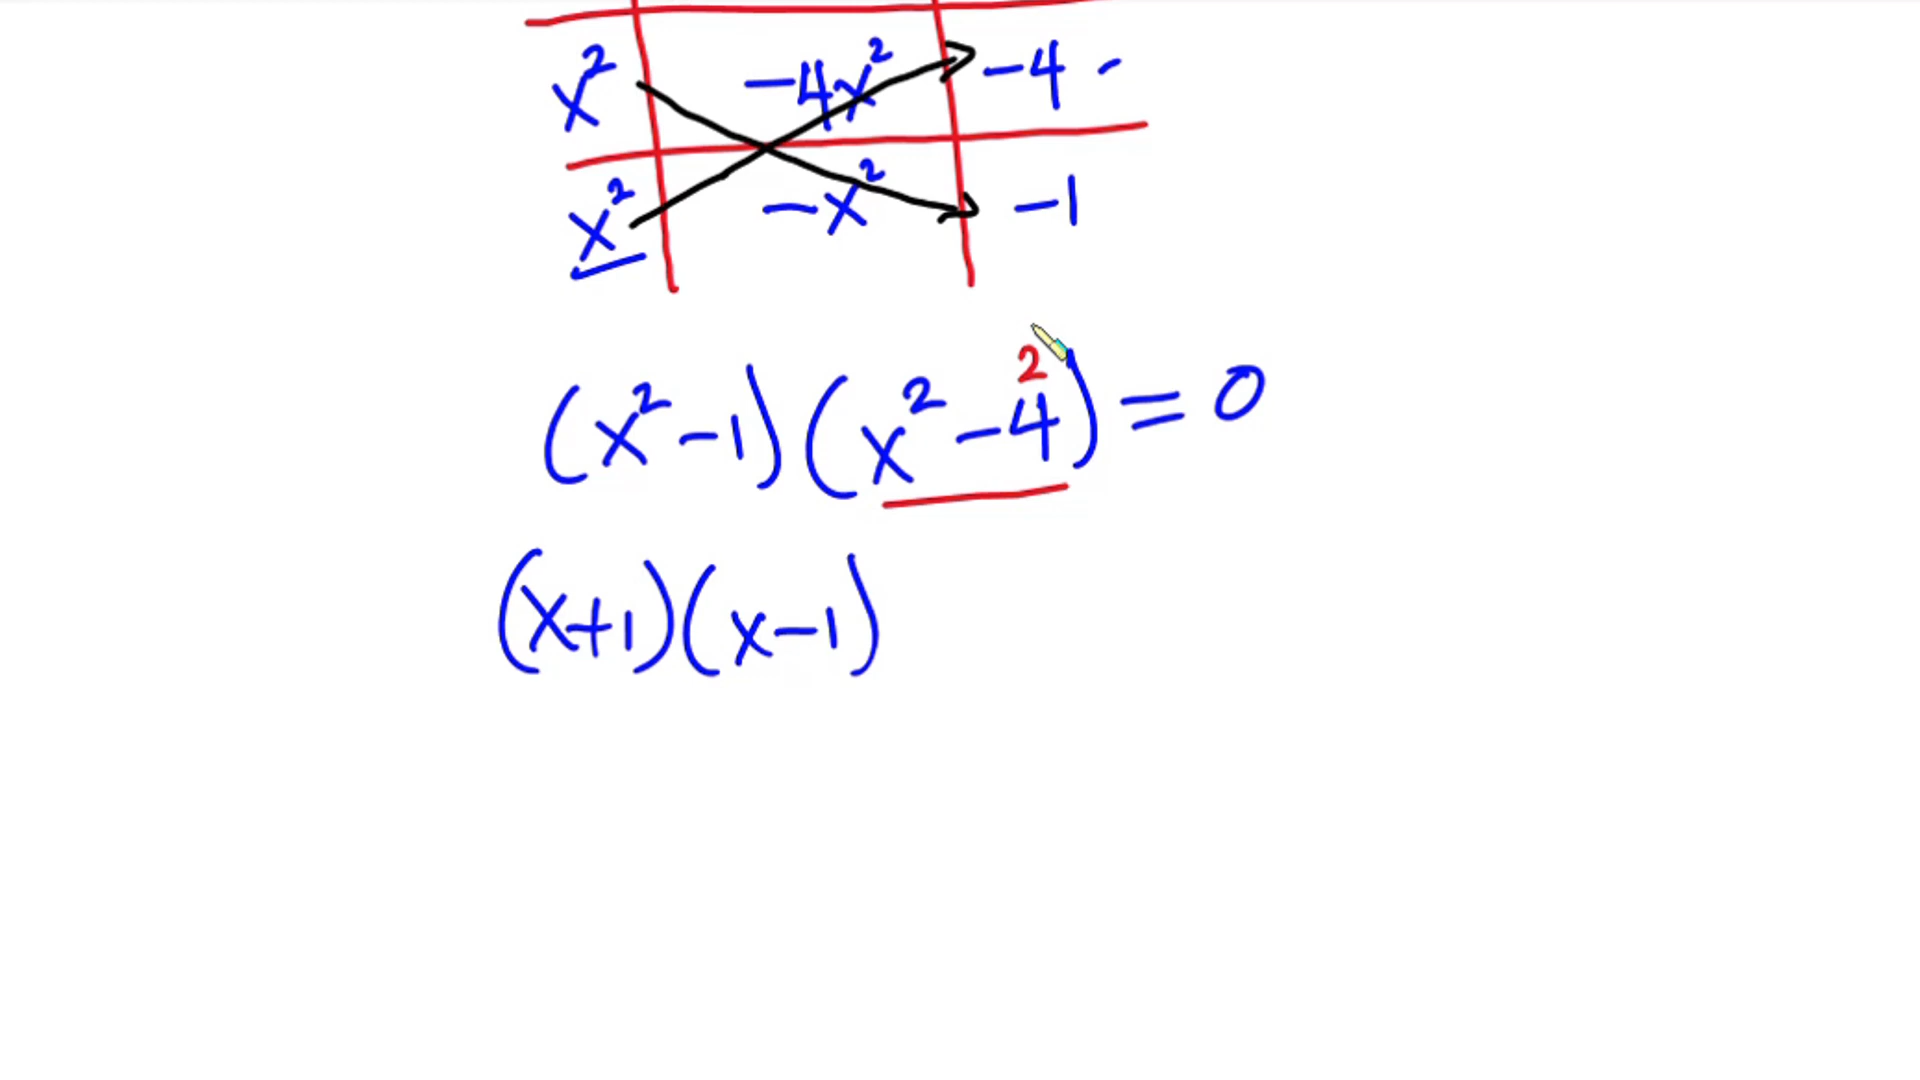 x² -4x² -4 -
x² -x² -1
2
(x²-1)(x²-4)=0
(x+1)(x-1)